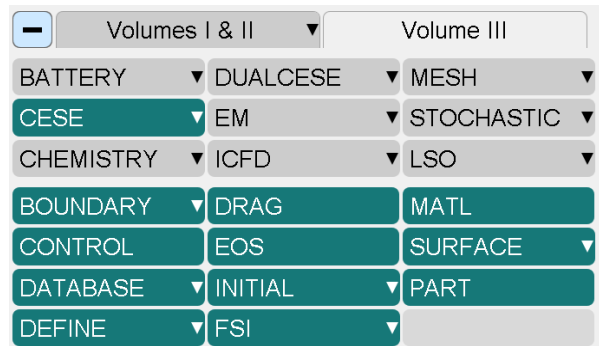 Volumes I & II Volume III
BATTERY DUALCESE MESH
CESE EM STOCHASTIC
CHEMISTRY ICFD LSO
BOUNDARY DRAG MATL
CONTROL EOS SURFACE
DATABASE INITIAL PART
DEFINE FSI